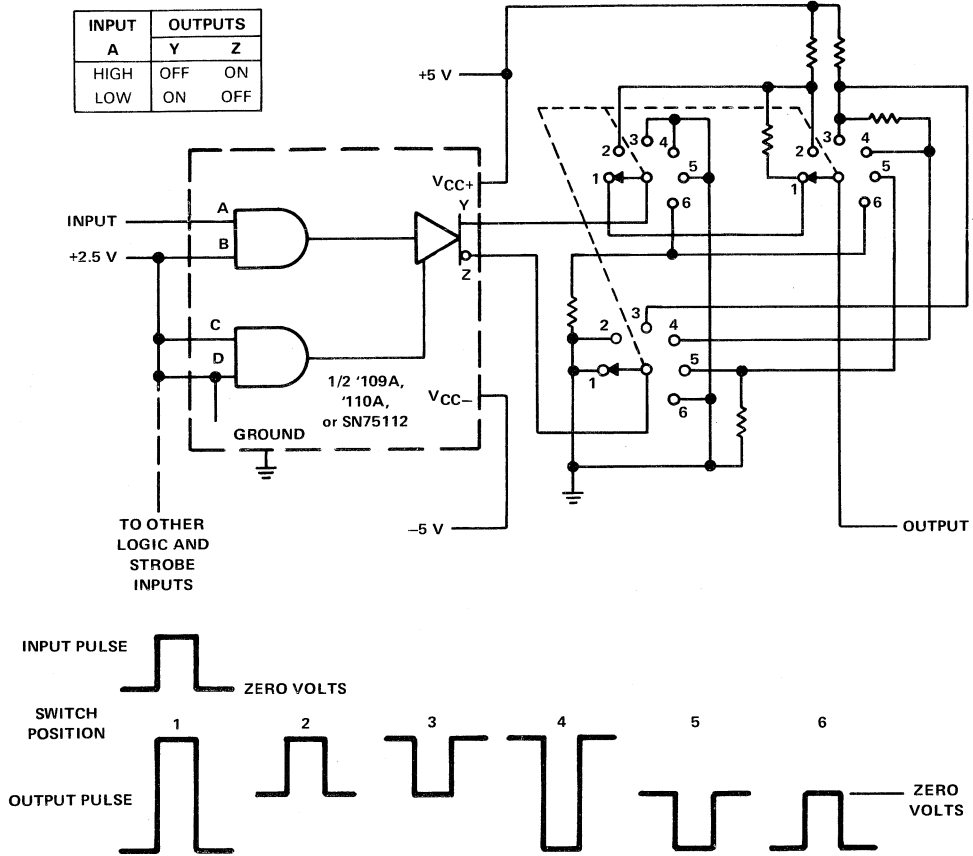 INPUT OUTPUTS
A Y Z
HIGH OFF ON
LOW ON OFF
+5 V
VCC+
Y
Z
INPUT
+2.5 V
A
B
C
D
1/2 '109A,
'110A,
or SN75112
VCC−
GROUND
−5 V
TO OTHER
LOGIC AND
STROBE
INPUTS
1 2 3 4 5 6
1 2 3 4 5 6
1 2 3 4 5 6
OUTPUT
INPUT PULSE
ZERO VOLTS
SWITCH
POSITION
1 2 3 4 5 6
OUTPUT PULSE
ZERO
VOLTS